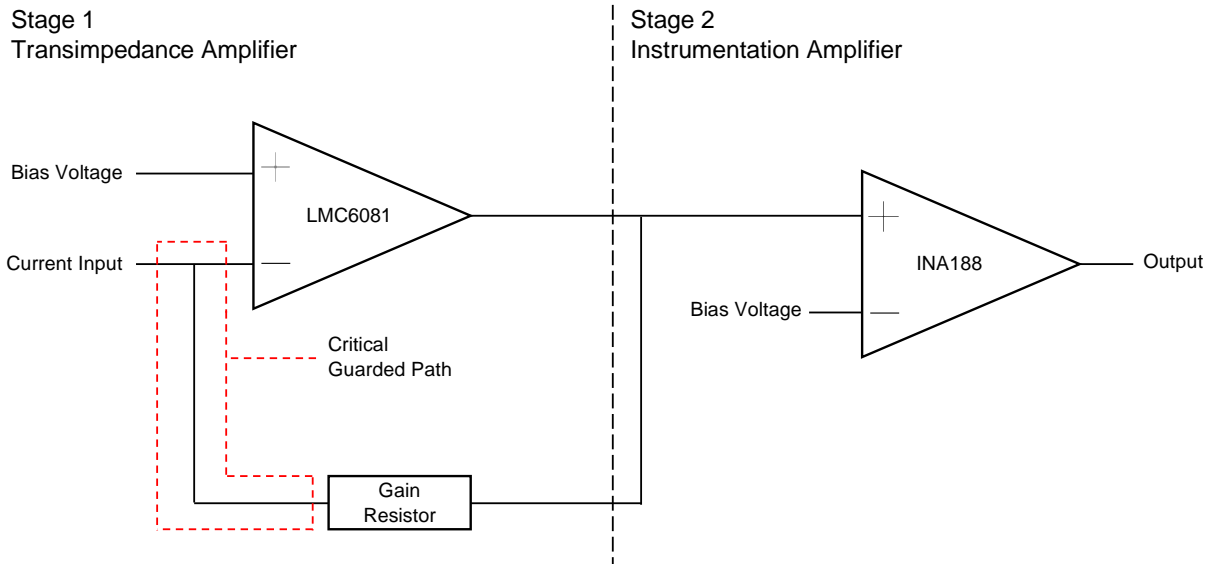 Stage 1
Transimpedance Amplifier
Stage 2
Instrumentation Amplifier
Bias Voltage
LMC6081
Current Input
INA188
Output
Bias Voltage
Critical
Guarded Path
Gain
Resistor